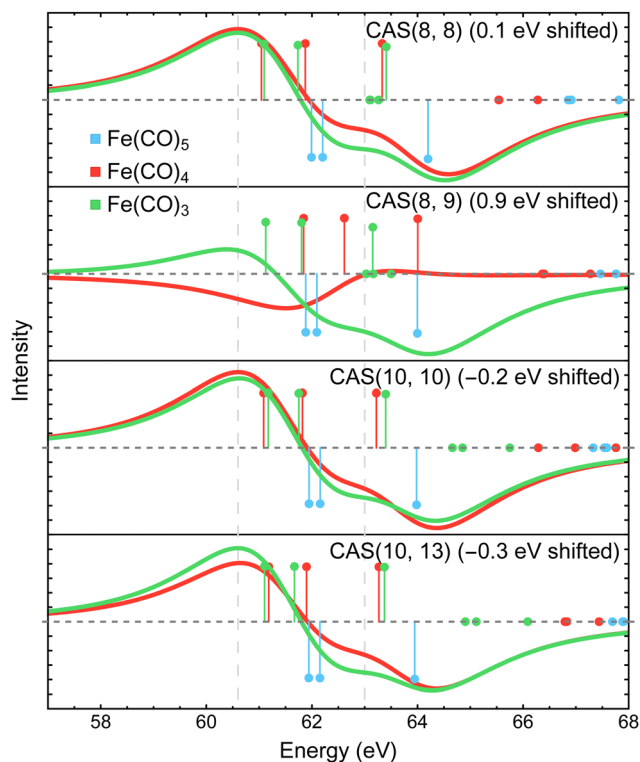 CAS(8, 8) (0.1 eV shifted)
Fe(CO)5
Fe(CO)4
Fe(CO)3
CAS(8, 9) (0.9 eV shifted)
Intensity
CAS(10, 10) (−0.2 eV shifted)
CAS(10, 13) (−0.3 eV shifted)
58 60 62 64 66 68
Energy (eV)